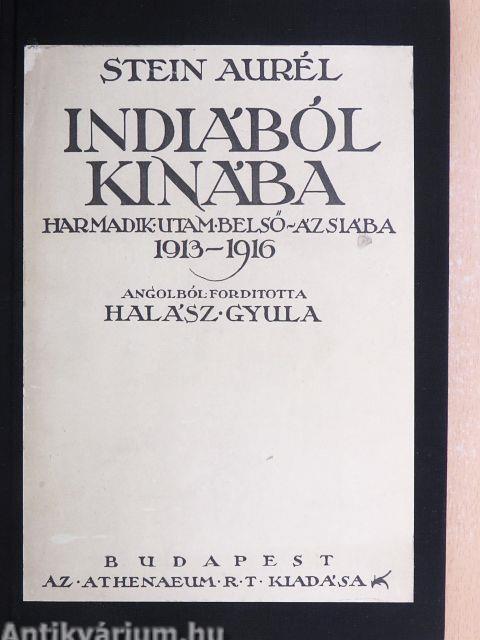 STEIN AURÉL
INDIÁBÓL
KINÁBA
HARMADIK·UTAM·BELSŐ-ÁZSIÁBA
1913-1916
ANGOLBÓL·FORDITOTTA
HALÁSZ·GYULA
BUDAPEST
AZ·ATHENAEUM·R·T·KIADÁSA
Antikvárium.hu